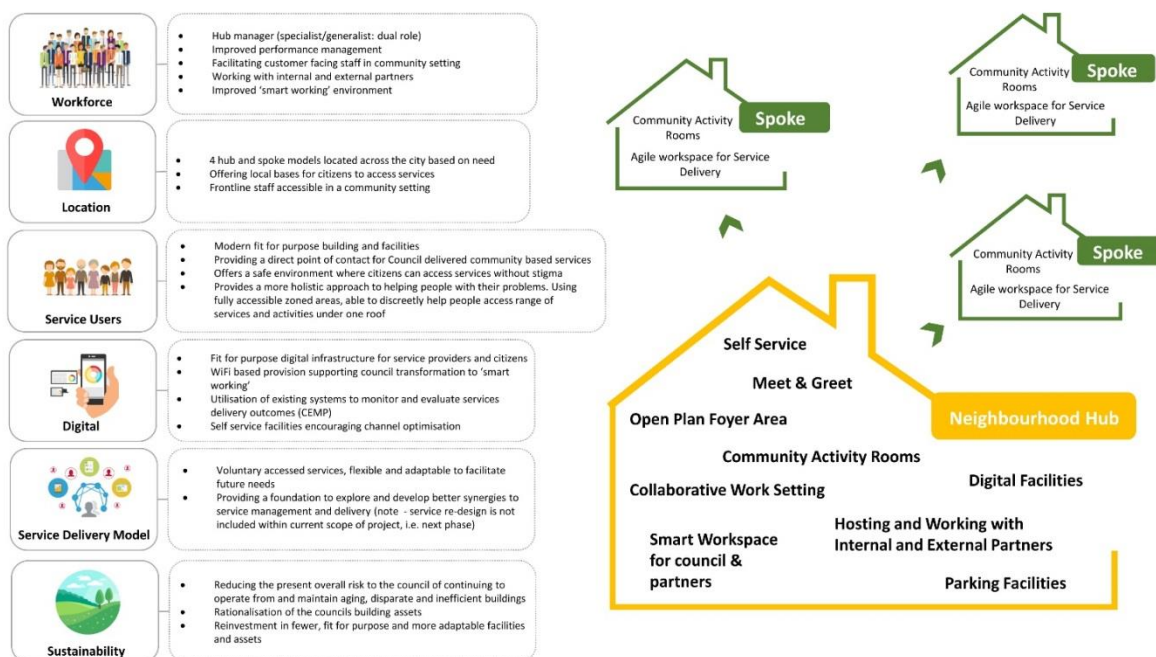 Workforce
• Hub manager (specialist/generalist: dual role)
• Improved performance management
• Facilitating customer facing staff in community setting
• Working with internal and external partners
• Improved ‘smart working’ environment
Location
• 4 hub and spoke models located across the city based on need
• Offering local bases for citizens to access services
• Frontline staff accessible in a community setting
Service Users
• Modern fit for purpose building and facilities
• Providing a direct point of contact for Council delivered community based services
• Offers a safe environment where citizens can access services without stigma
• Provides a more holistic approach to helping people with their problems. Using
fully accessible zoned areas, able to discreetly help people access range of
services and activities under one roof
Digital
• Fit for purpose digital infrastructure for service providers and citizens
• WiFi based provision supporting council transformation to ‘smart
working’
• Utilisation of existing systems to monitor and evaluate services
delivery outcomes (CEMP)
• Self service facilities encouraging channel optimisation
Service Delivery Model
• Voluntary accessed services, flexible and adaptable to facilitate
future needs
• Providing a foundation to explore and develop better synergies to
service management and delivery (note - service re-design is not
included within current scope of project, i.e. next phase)
Sustainability
• Reducing the present overall risk to the council of continuing to
operate from and maintain aging, disparate and inefficient buildings
• Rationalisation of the councils building assets
• Reinvestment in fewer, fit for purpose and more adaptable facilities
and assets
Community Activity
Rooms
Spoke
Agile workspace for Service
Delivery
Community Activity
Rooms
Spoke
Agile workspace for Service
Delivery
Community Activity
Rooms
Spoke
Agile workspace for Service
Delivery
Self Service
Meet & Greet
Open Plan Foyer Area
Neighbourhood Hub
Community Activity Rooms
Digital Facilities
Collaborative Work Setting
Hosting and Working with
Internal and External Partners
Smart Workspace
for council &
partners
Parking Facilities